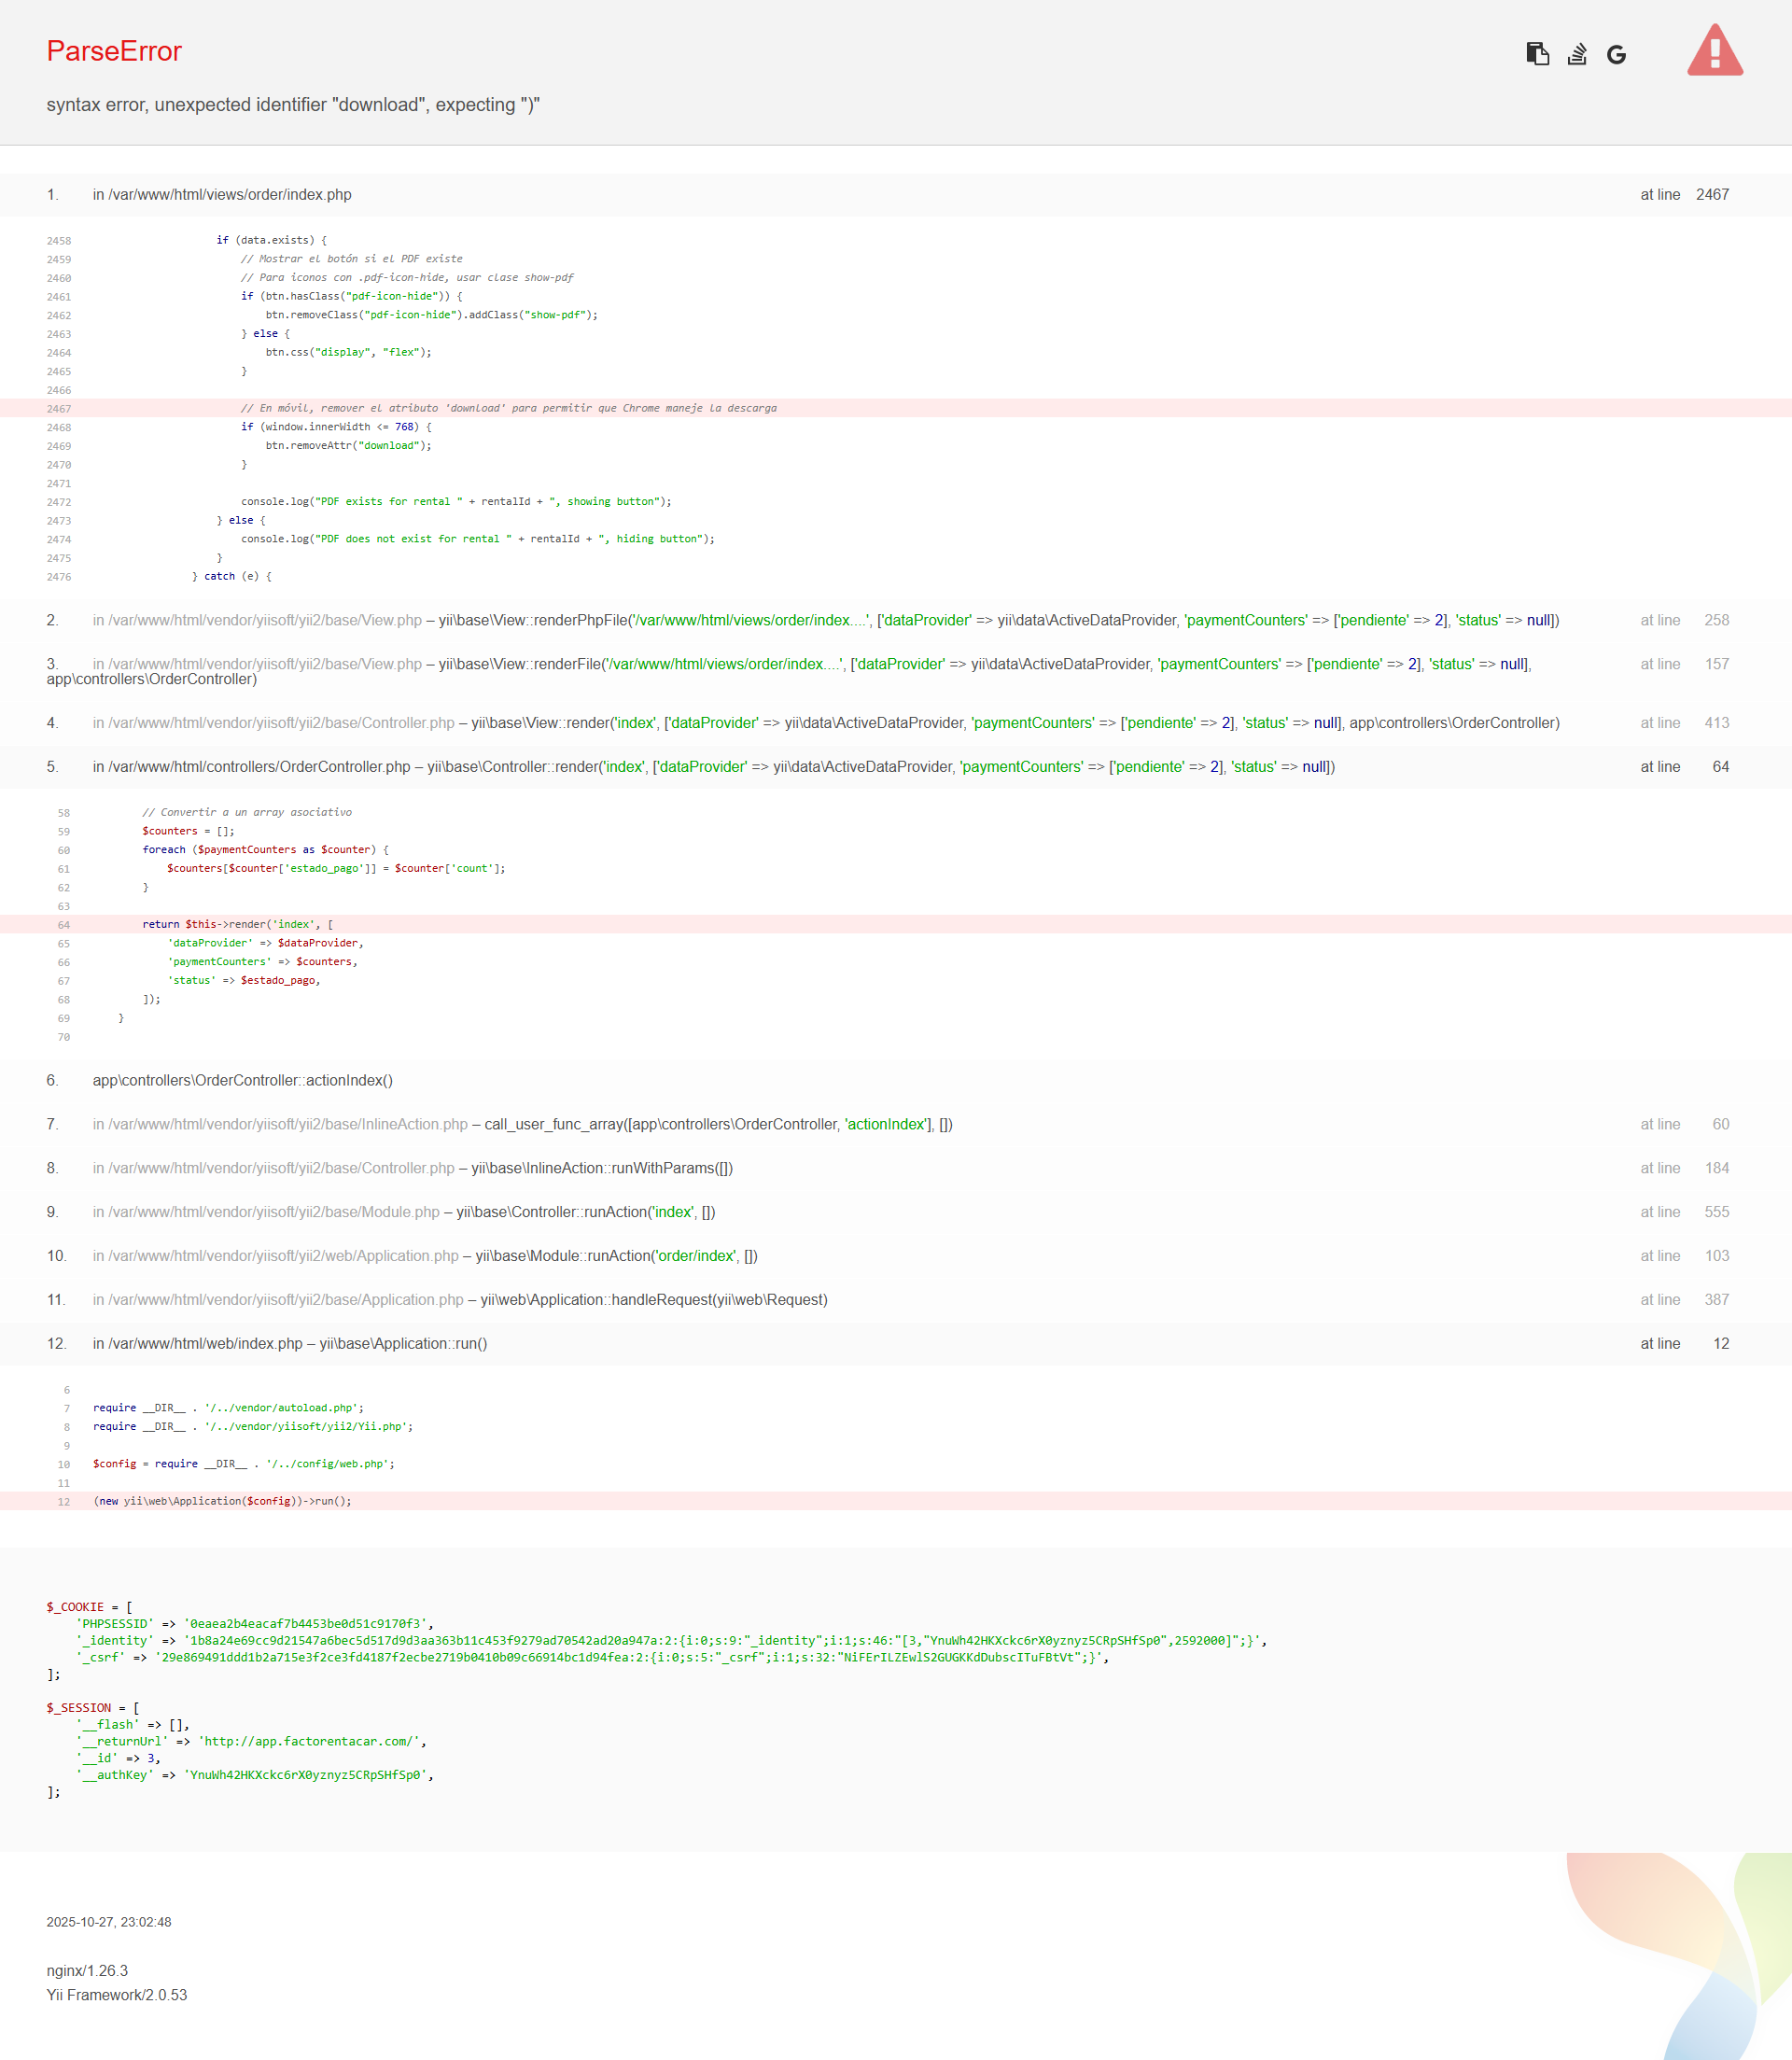 ParseError
syntax error, unexpected identifier "download", expecting ")"
1. in /var/www/html/views/order/index.php at line 2467
2458 if (data.exists) {
2459 // Mostrar el botón si el PDF existe
2460 // Para iconos con .pdf-icon-hide, usar clase show-pdf
2461 if (btn.hasClass("pdf-icon-hide")) {
2462 btn.removeClass("pdf-icon-hide").addClass("show-pdf");
2463 } else {
2464 btn.css("display", "flex");
2465 }
2466
2467 // En móvil, remover el atributo 'download' para permitir que Chrome maneje la descarga
2468 if (window.innerWidth <= 768) {
2469 btn.removeAttr("download");
2470 }
2471
2472 console.log("PDF exists for rental " + rentalId + ", showing button");
2473 } else {
2474 console.log("PDF does not exist for rental " + rentalId + ", hiding button");
2475 }
2476 } catch (e) {
2. in /var/www/html/vendor/yiisoft/yii2/base/View.php – yii\base\View::renderPhpFile('/var/www/html/views/order/index....', ['dataProvider' => yii\data\ActiveDataProvider, 'paymentCounters' => ['pendiente' => 2], 'status' => null]) at line 258
3. in /var/www/html/vendor/yiisoft/yii2/base/View.php – yii\base\View::renderFile('/var/www/html/views/order/index....', ['dataProvider' => yii\data\ActiveDataProvider, 'paymentCounters' => ['pendiente' => 2], 'status' => null], at line 157
app\controllers\OrderController)
4. in /var/www/html/vendor/yiisoft/yii2/base/Controller.php – yii\base\View::render('index', ['dataProvider' => yii\data\ActiveDataProvider, 'paymentCounters' => ['pendiente' => 2], 'status' => null], app\controllers\OrderController) at line 413
5. in /var/www/html/controllers/OrderController.php – yii\base\Controller::render('index', ['dataProvider' => yii\data\ActiveDataProvider, 'paymentCounters' => ['pendiente' => 2], 'status' => null]) at line 64
58 // Convertir a un array asociativo
59 $counters = [];
60 foreach ($paymentCounters as $counter) {
61 $counters[$counter['estado_pago']] = $counter['count'];
62 }
63
64 return $this->render('index', [
65 'dataProvider' => $dataProvider,
66 'paymentCounters' => $counters,
67 'status' => $estado_pago,
68 ]);
69 }
70
6. app\controllers\OrderController::actionIndex()
7. in /var/www/html/vendor/yiisoft/yii2/base/InlineAction.php – call_user_func_array([app\controllers\OrderController, 'actionIndex'], []) at line 60
8. in /var/www/html/vendor/yiisoft/yii2/base/Controller.php – yii\base\InlineAction::runWithParams([]) at line 184
9. in /var/www/html/vendor/yiisoft/yii2/base/Module.php – yii\base\Controller::runAction('index', []) at line 555
10. in /var/www/html/vendor/yiisoft/yii2/web/Application.php – yii\base\Module::runAction('order/index', []) at line 103
11. in /var/www/html/vendor/yiisoft/yii2/base/Application.php – yii\web\Application::handleRequest(yii\web\Request) at line 387
12. in /var/www/html/web/index.php – yii\base\Application::run() at line 12
6
7 require __DIR__ . '/../vendor/autoload.php';
8 require __DIR__ . '/../vendor/yiisoft/yii2/Yii.php';
9
10 $config = require __DIR__ . '/../config/web.php';
11
12 (new yii\web\Application($config))->run();
$_COOKIE = [
'PHPSESSID' => '0eaea2b4eacaf7b4453be0d51c9170f3',
'_identity' => '1b8a24e69cc9d21547a6bec5d517d9d3aa363b11c453f9279ad70542ad20a947a:2:{i:0;s:9:"_identity";i:1;s:46:"[3,"YnuWh42HKXckc6rX0yznyz5CRpSHfSp0",2592000]";}',
'_csrf' => '29e869491ddd1b2a715e3f2ce3fd4187f2ecbe2719b0410b09c66914bc1d94fea:2:{i:0;s:5:"_csrf";i:1;s:32:"NiFErILZEwlS2GUGKKdDubscITuFBtVt";}',
];
$_SESSION = [
'__flash' => [],
'__returnUrl' => 'http://app.factorentacar.com/',
'__id' => 3,
'__authKey' => 'YnuWh42HKXckc6rX0yznyz5CRpSHfSp0',
];
2025-10-27, 23:02:48
nginx/1.26.3
Yii Framework/2.0.53